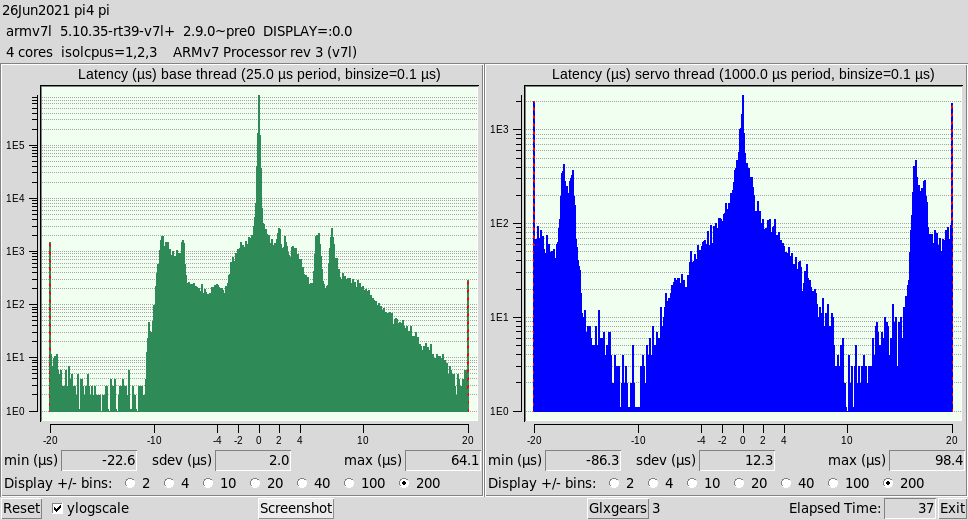 26Jun2021 pi4 pi
armv7l 5.10.35-rt39-v7l+ 2.9.0~pre0 DISPLAY=:0.0
4 cores isolcpus=1,2,3 ARMv7 Processor rev 3 (v7l)
Latency (µs) base thread (25.0 µs period, binsize=0.1 µs)
1E5
1E4
1E3
1E2
1E1
1E0
-20 -10 -4 -2 0 2 4 10 20
min (µs) -22.6 sdev (µs) 2.0 max (µs) 64.1
Display +/- bins: 2 4 10 20 40 100 200
Latency (µs) servo thread (1000.0 µs period, binsize=0.1 µs)
1E3
1E2
1E1
1E0
-20 -10 -4 -2 0 2 4 10 20
min (µs) -86.3 sdev (µs) 12.3 max (µs) 98.4
Display +/- bins: 2 4 10 20 40 100 200
Reset ylogscale Screenshot Glxgears 3 Elapsed Time: 37 Exit